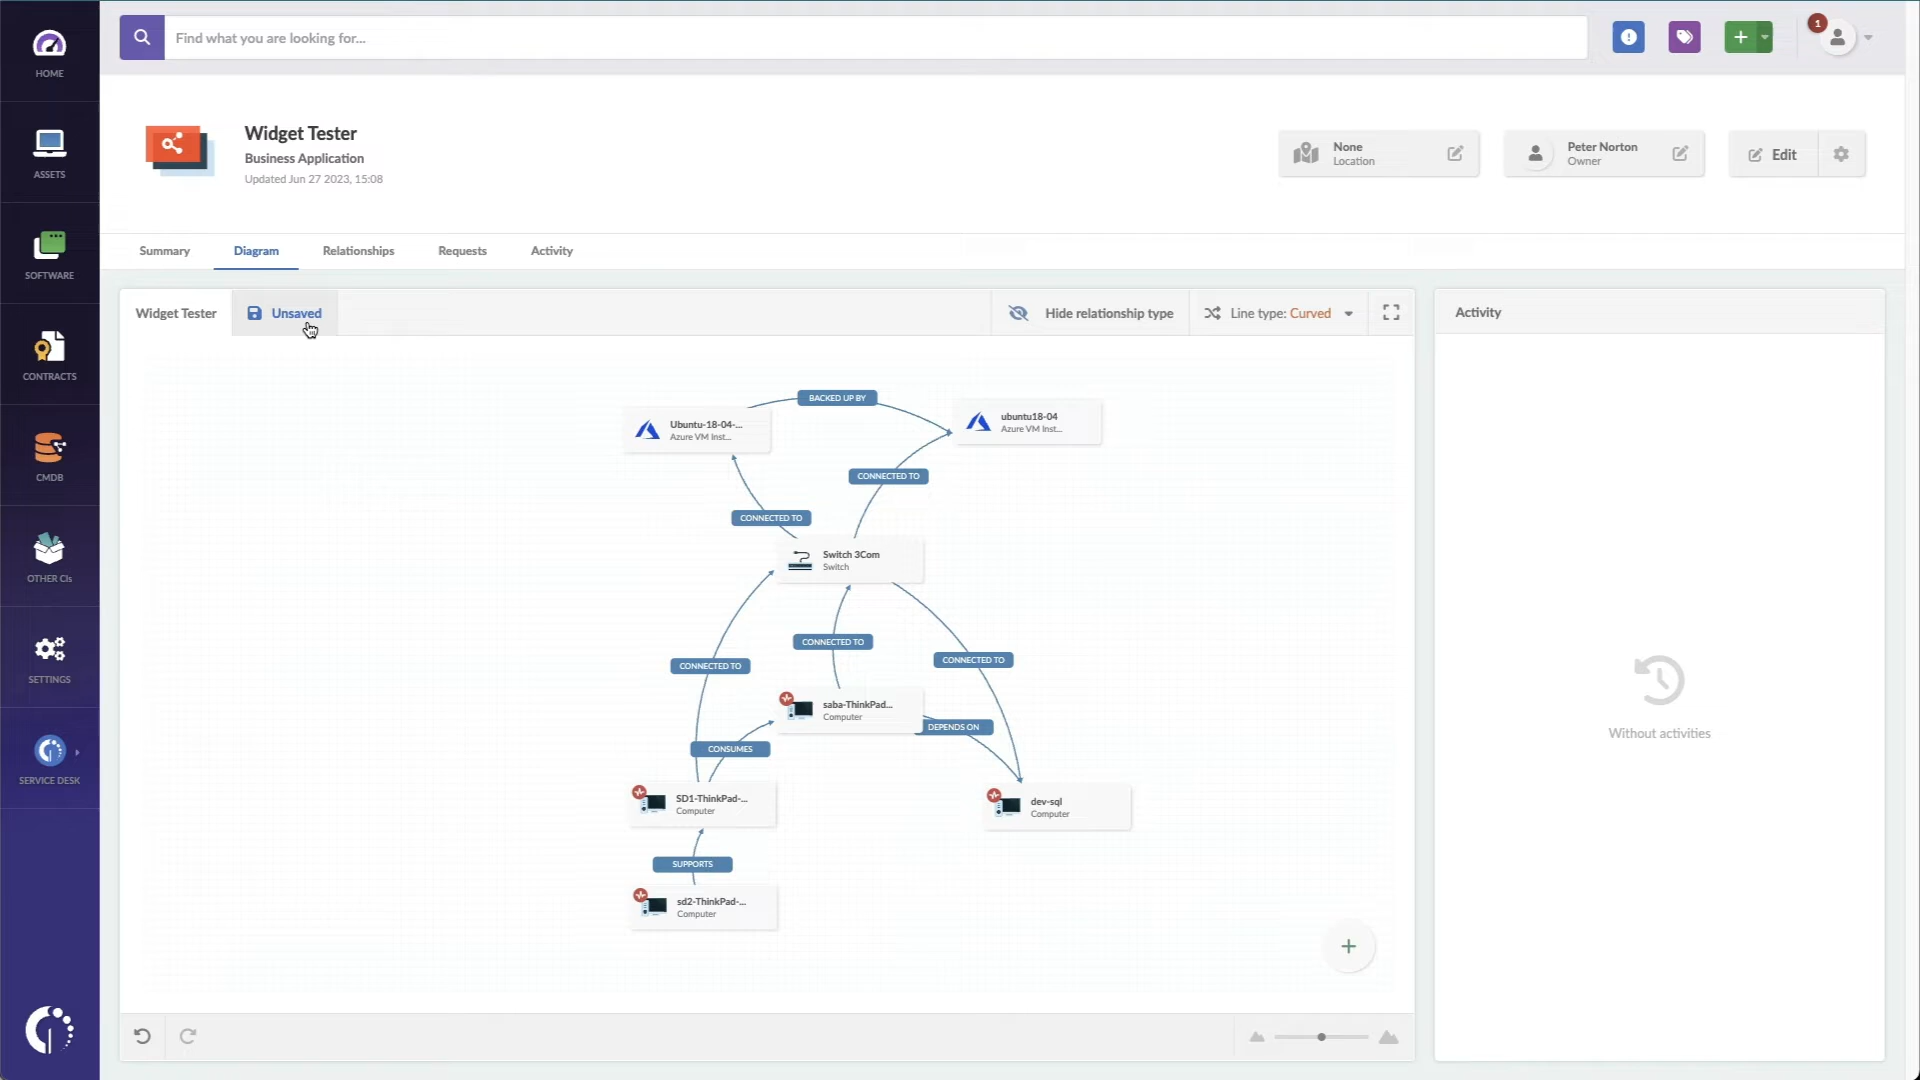 HOME
ASSETS
SOFTWARE
CONTRACTS
CMDB
OTHER CIs
SETTINGS
SERVICE DESK
Find what you are looking for...
1
Widget Tester
Business Application
Updated Jun 27 2023, 15:08
None
Location
Peter Norton
Owner
Edit
Summary
Diagram
Relationships
Requests
Activity
Widget Tester
Unsaved
Hide relationship type
Line type: Curved
Activity
BACKED UP BY
Ubuntu-18-04-...
Azure VM Inst...
ubuntu18-04
Azure VM Inst...
CONNECTED TO
CONNECTED TO
Switch 3Com
Switch
CONNECTED TO
CONNECTED TO
CONNECTED TO
saba-ThinkPad...
Computer
DEPENDS ON
CONSUMES
SD1-ThinkPad-...
Computer
dev-sql
Computer
SUPPORTS
sd2-ThinkPad-...
Computer
Without activities